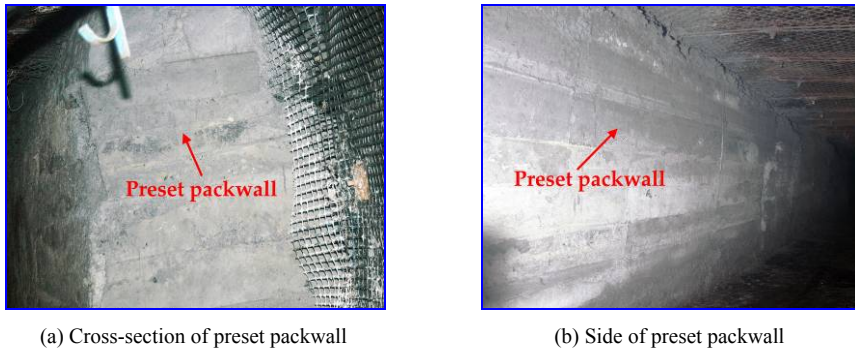 Preset packwall
Preset packwall
(a) Cross-section of preset packwall
(b) Side of preset packwall